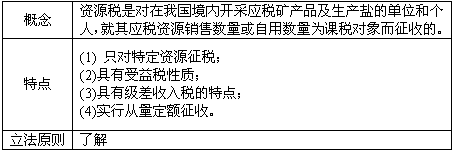 概念
资源税是对在我国境内开采应税矿产品及生产盐的单位和个
人,就其应税资源销售数量或自用数量为课税对象而征收的。
特点
(1) 只对特定资源征税;
(2)具有受益税性质;
(3)具有级差收入税的特点;
(4)实行从量定额征收。
立法原则
了解